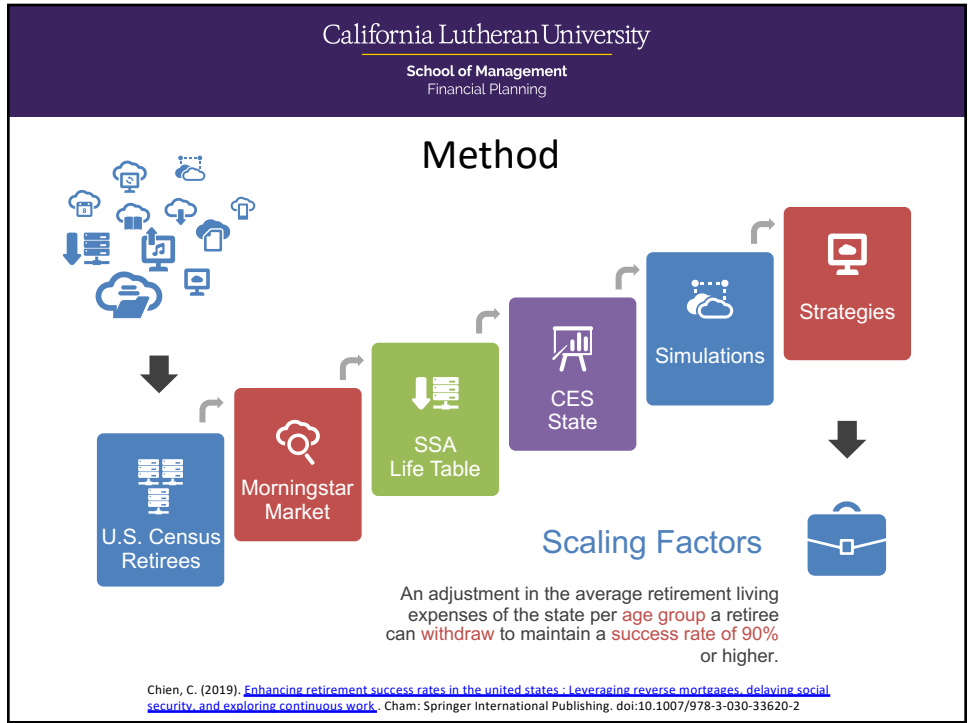 California Lutheran University
School of Management
Financial Planning
Method
8
U.S. Census
Retirees
Morningstar
Market
SSA
Life Table
CES
State
Simulations
Strategies
Scaling Factors
An adjustment in the average retirement living
expenses of the state per age group a retiree
can withdraw to maintain a success rate of 90%
or higher.
Chien, C. (2019). Enhancing retirement success rates in the united states : Leveraging reverse mortgages, delaying social
security, and exploring continuous work . Cham: Springer International Publishing. doi:10.1007/978-3-030-33620-2